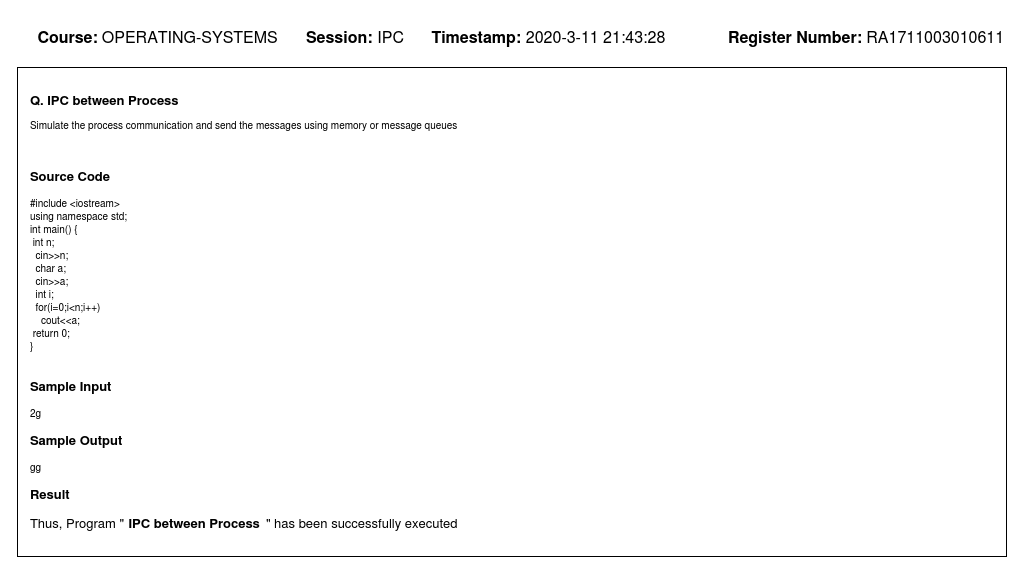 Course: OPERATING-SYSTEMS Session: IPC Timestamp: 2020-3-11 21:43:28 Register Number: RA1711003010611
Q. IPC between Process
Simulate the process communication and send the messages using memory or message queues
Source Code
#include <iostream>
using namespace std;
int main() {
 int n;
  cin>>n;
  char a;
  cin>>a;
  int i;
  for(i=0;i<n;i++)
    cout<<a;
 return 0;
}
Sample Input
2g
Sample Output
gg
Result
Thus, Program " IPC between Process " has been successfully executed